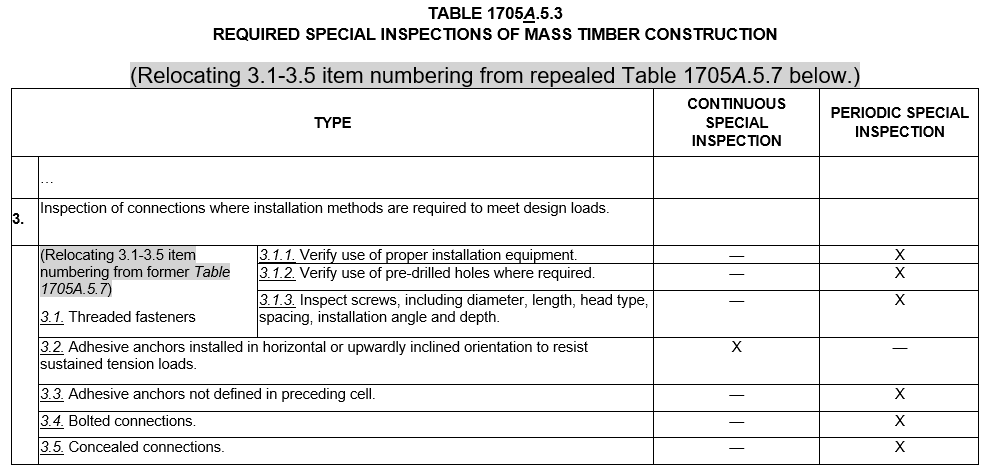 TABLE 1705A.5.3
REQUIRED SPECIAL INSPECTIONS OF MASS TIMBER CONSTRUCTION
(Relocating 3.1-3.5 item numbering from repealed Table 1705A.5.7 below.)
TYPE
CONTINUOUS
SPECIAL
INSPECTION
PERIODIC SPECIAL
INSPECTION
…
3.
Inspection of connections where installation methods are required to meet design loads.
(Relocating 3.1-3.5 item
numbering from former Table
1705A.5.7)
3.1. Threaded fasteners
3.1.1. Verify use of proper installation equipment. — X
3.1.2. Verify use of pre-drilled holes where required. — X
3.1.3. Inspect screws, including diameter, length, head type, — X
spacing, installation angle and depth.
3.2. Adhesive anchors installed in horizontal or upwardly inclined orientation to resist X —
sustained tension loads.
3.3. Adhesive anchors not defined in preceding cell. — X
3.4. Bolted connections. — X
3.5. Concealed connections. — X